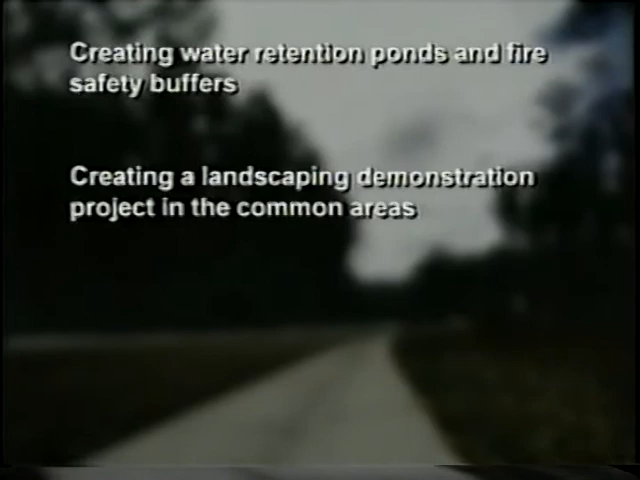 Creating water retention ponds and fire
safety buffers
Creating a landscaping demonstration
project in the common areas